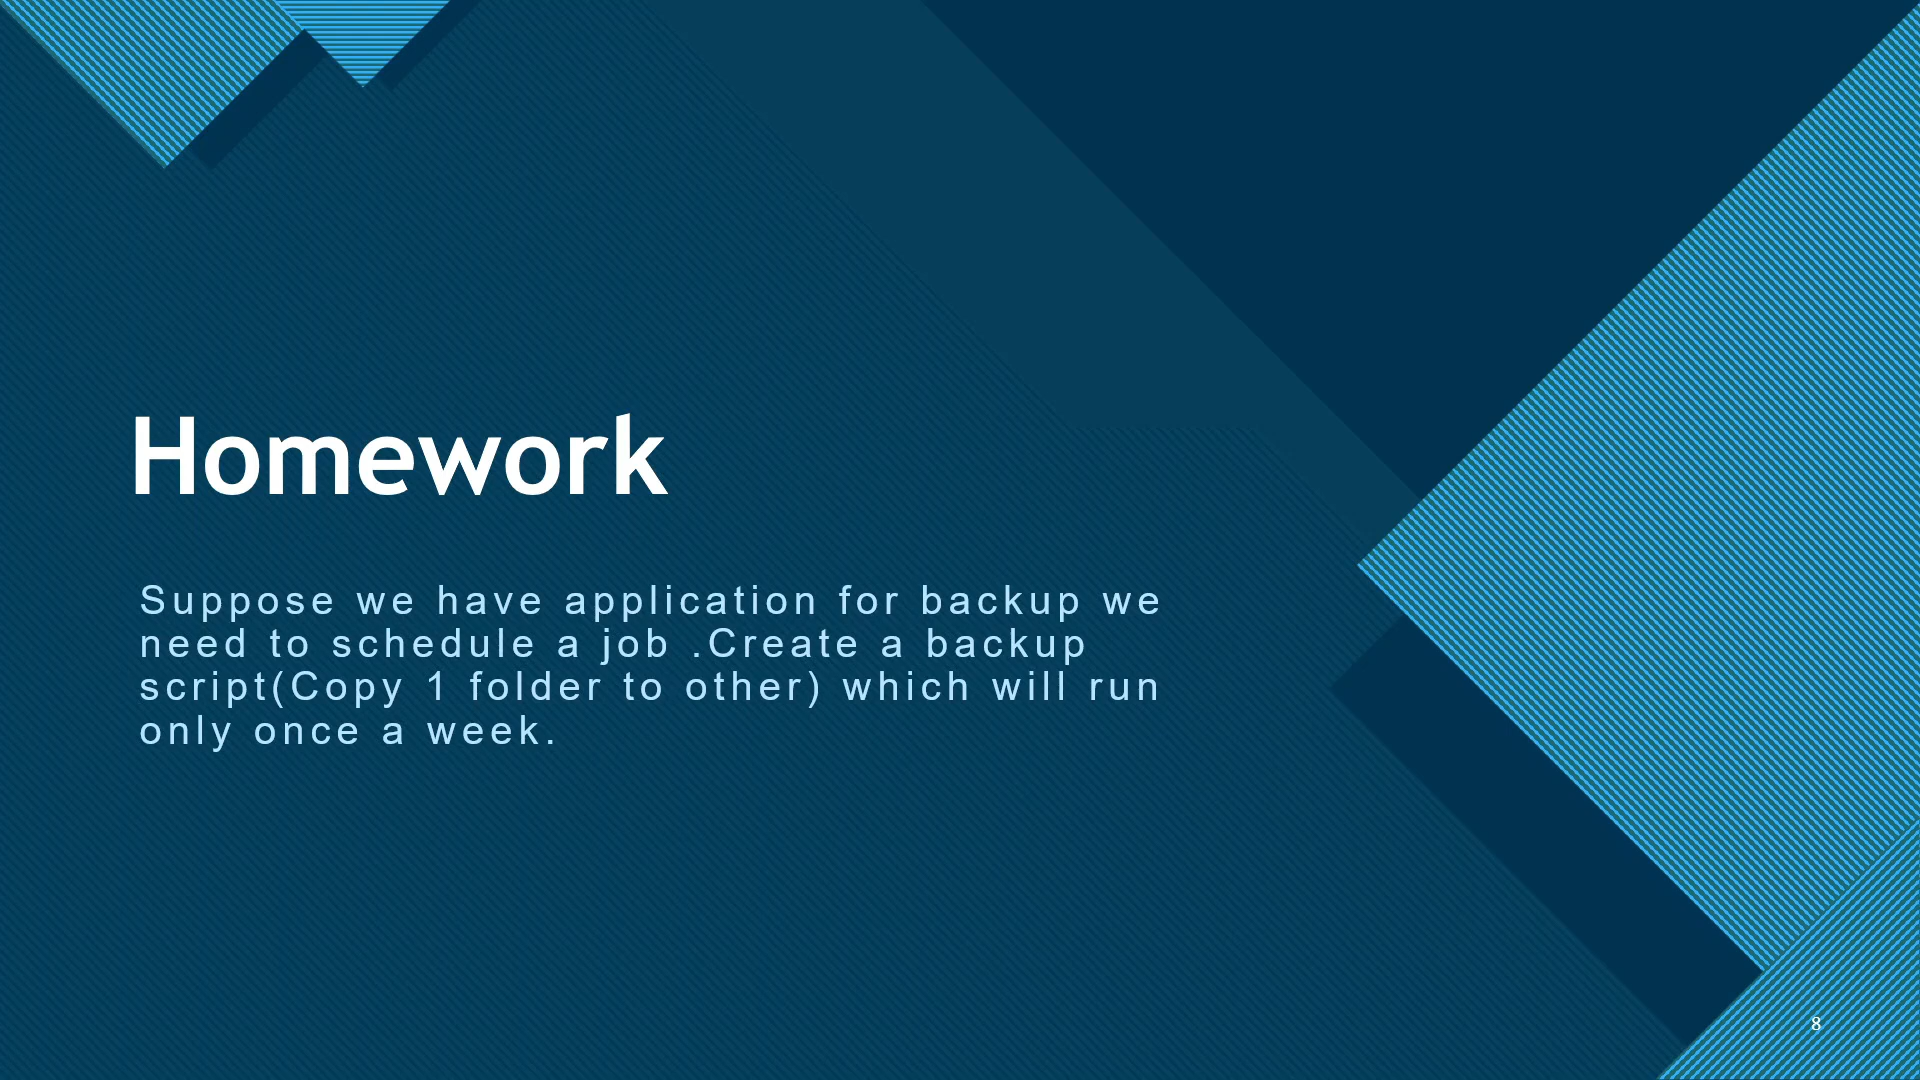 Homework
Suppose we have application for backup we
need to schedule a job .Create a backup
script(Copy 1 folder to other) which will run
only once a week.
8